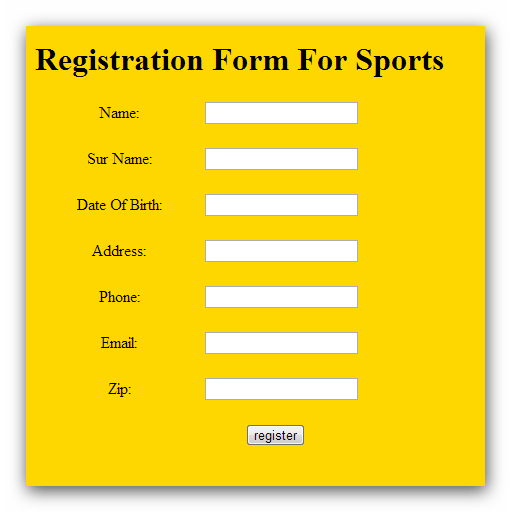 Registration Form For Sports
Name:
Sur Name:
Date Of Birth:
Address:
Phone:
Email:
Zip:
register